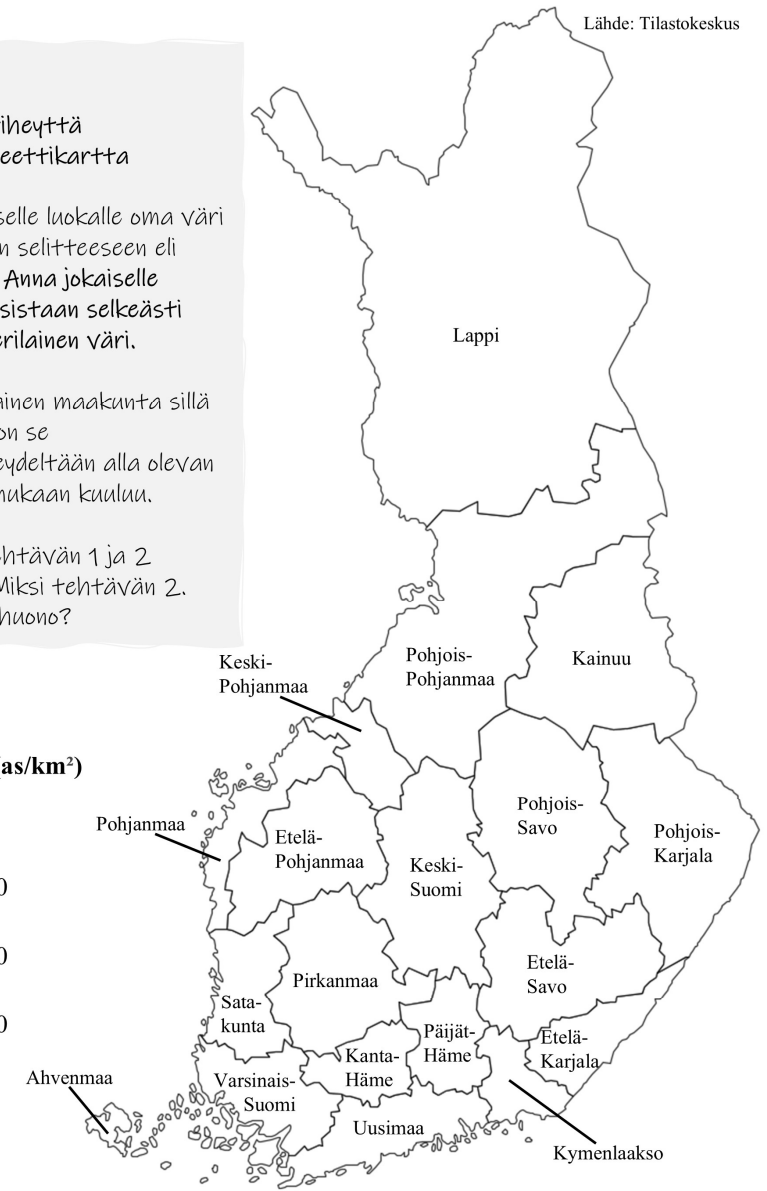 Lähde: Tilastokeskus
iheyttä
eettikartta
selle luokalle oma väri
n selitteeseen eli
Anna jokaiselle
sistaan selkeästi
erilainen väri.
ainen maakunta sillä
on se
eydeltään alla olevan
mukaan kuuluu.
ehtävän 1 ja 2
Miksi tehtävän 2.
huono?
Lappi
Keski-
Pohjanmaa
Pohjois-
Pohjanmaa
Kainuu
(as/km²)
Pohjanmaa
Etelä-
Pohjanmaa
Keski-
Suomi
Pohjois-
Savo
Pohjois-
Karjala
0
0
0
Pirkanmaa
Etelä-
Savo
Sata-
kunta
Päijät-
Häme
Etelä-
Karjala
Kanta-
Häme
Ahvenmaa
Varsinais-
Suomi
Uusimaa
Kymenlaakso